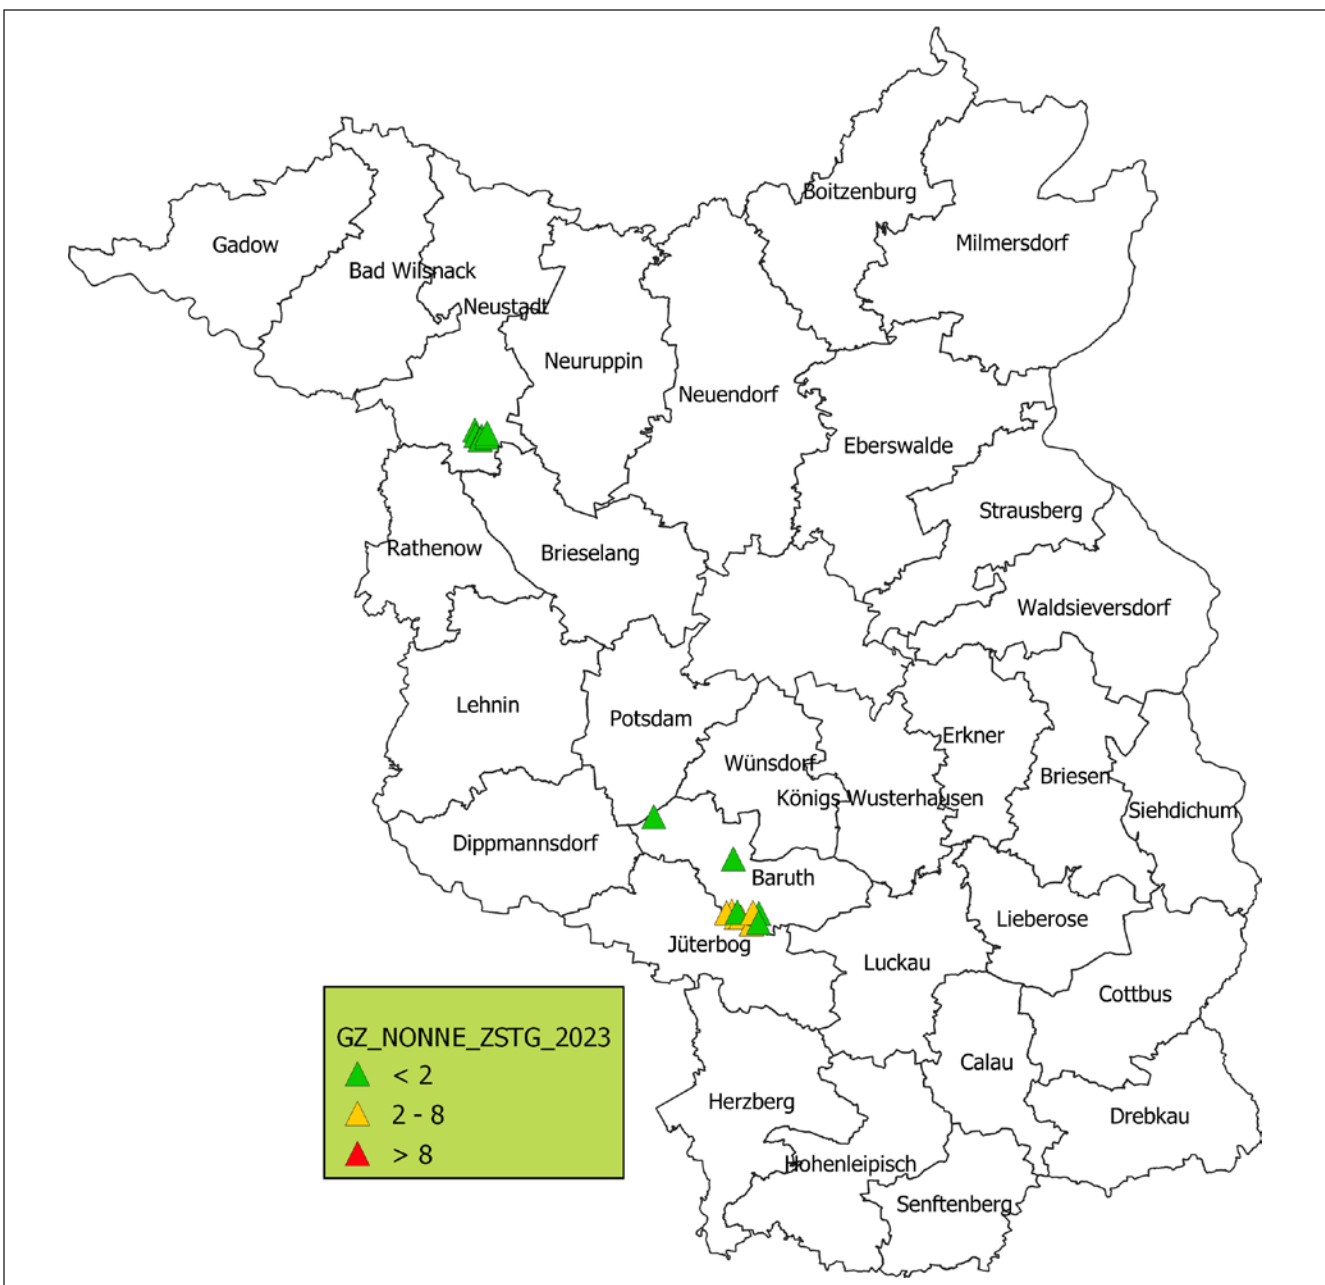 Boitzenburg
Gadow
Milmersdorf
Bad Wilsnack
Neustadt
Neuruppin
Neuendorf
Eberswalde
Strausberg
Rathenow
Brieselang
Waldsieversdorf
Lehnin
Potsdam
Erkner
Wünsdorf
Briesen
Königs Wusterhausen
Siehdichum
Dippmannsdorf
Baruth
Lieberose
Jüterbog
Luckau
Cottbus
GZ_NONNE_ZSTG_2023
< 2
2 - 8
> 8
Calau
Herzberg
Drebkau
Hohenleipisch
Senftenberg